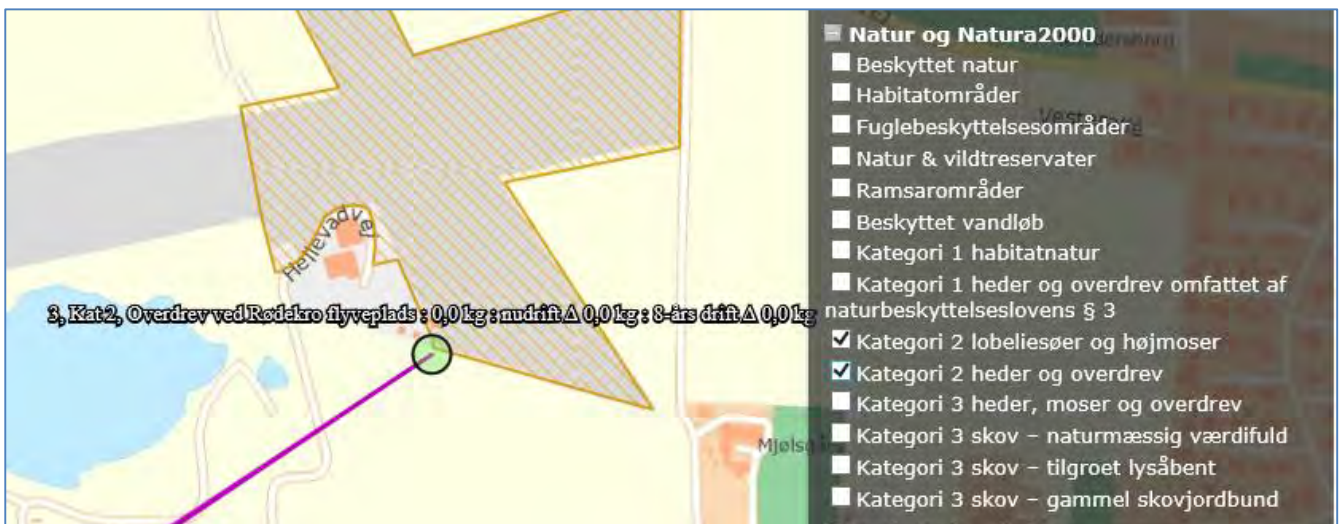 Natur og Natura2000
Beskyttet natur
Habitatområder
Fuglebeskyttelsesområder
Natur & vildtreservater
Ramsarområder
Beskyttet vandløb
Kategori 1 habitatnatur
Kategori 1 heder og overdrev omfattet af
naturbeskyttelseslovens § 3
Kategori 2 lobeliesøer og højmoser
Kategori 2 heder og overdrev
Kategori 3 heder, moser og overdrev
Kategori 3 skov – naturmæssig værdifuld
Kategori 3 skov – tilgroet lysåbent
Kategori 3 skov – gammel skovjordbund
Hellevadvej
3, Kat 2, Overdrev ved Rødekro flyveplads : 0,0 kg : nudrift Δ 0,0 kg : 8-års drift Δ 0,0 kg